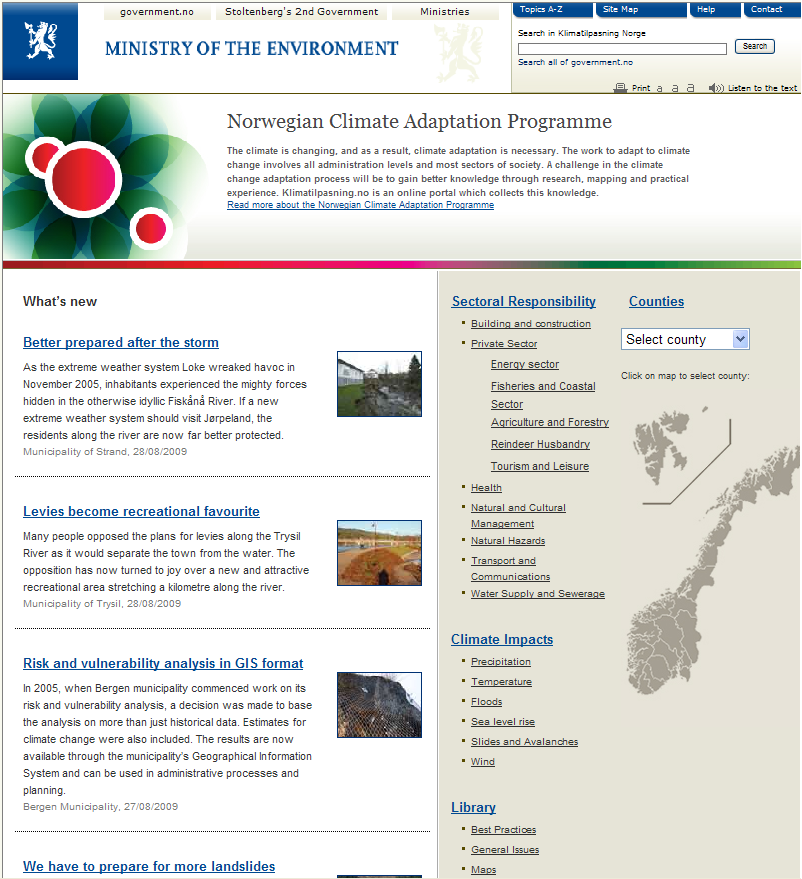 government.no
Stoltenberg's 2nd Government
Ministries
Topics A-Z
Site Map
Help
Contact
MINISTRY OF THE ENVIRONMENT
Search in Klimatilpasning Norge
Search
Search all of government.no
Print a a a Listen to the text
Norwegian Climate Adaptation Programme
The climate is changing, and as a result, climate adaptation is necessary. The work to adapt to climate
change involves all administration levels and most sectors of society. A challenge in the climate
change adaptation process will be to gain better knowledge through research, mapping and practical
experience. Klimatilpasning.no is an online portal which collects this knowledge.
Read more about the Norwegian Climate Adaptation Programme
What's new
Better prepared after the storm
As the extreme weather system Loke wreaked havoc in
November 2005, inhabitants experienced the mighty forces
hidden in the otherwise idyllic Fiskånå River. If a new
extreme weather system should visit Jørpeland, the
residents along the river are now far better protected.
Municipality of Strand, 28/08/2009
Levies become recreational favourite
Many people opposed the plans for levies along the Trysil
River as it would separate the town from the water. The
opposition has now turned to joy over a new and attractive
recreational area stretching a kilometre along the river.
Municipality of Trysil, 28/08/2009
Risk and vulnerability analysis in GIS format
In 2005, when Bergen municipality commenced work on its
risk and vulnerability analysis, a decision was made to base
the analysis on more than just historical data. Estimates for
climate change were also included. The results are now
available through the municipality's Geographical Information
System and can be used in administrative processes and
planning.
Bergen Municipality, 27/08/2009
We have to prepare for more landslides
Sectoral Responsibility
Building and construction
Private Sector
Energy sector
Fisheries and Coastal
Sector
Agriculture and Forestry
Reindeer Husbandry
Tourism and Leisure
Health
Natural and Cultural
Management
Natural Hazards
Transport and
Communications
Water Supply and Sewerage
Climate Impacts
Precipitation
Temperature
Floods
Sea level rise
Slides and Avalanches
Wind
Library
Best Practices
General Issues
Maps
Counties
Select county
Click on map to select county: